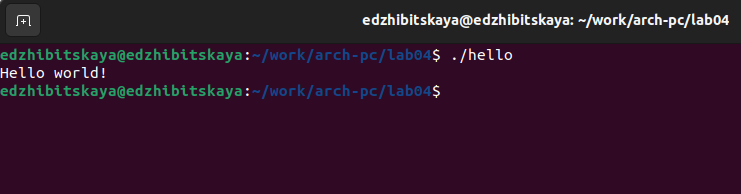 edzhibitskaya@edzhibitskaya: ~/work/arch-pc/lab04
edzhibitskaya@edzhibitskaya:~/work/arch-pc/lab04$ ./hello
Hello world!
edzhibitskaya@edzhibitskaya:~/work/arch-pc/lab04$